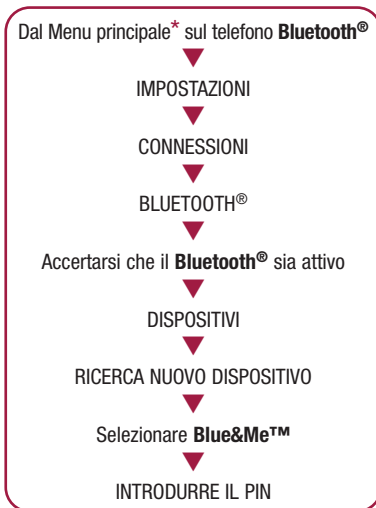 Dal Menu principale* sul telefono Bluetooth®
IMPOSTAZIONI
CONNESSIONI
BLUETOOTH®
Accertarsi che il Bluetooth® sia attivo
DISPOSITIVI
RICERCA NUOVO DISPOSITIVO
Selezionare Blue&Me™
INTRODURRE IL PIN